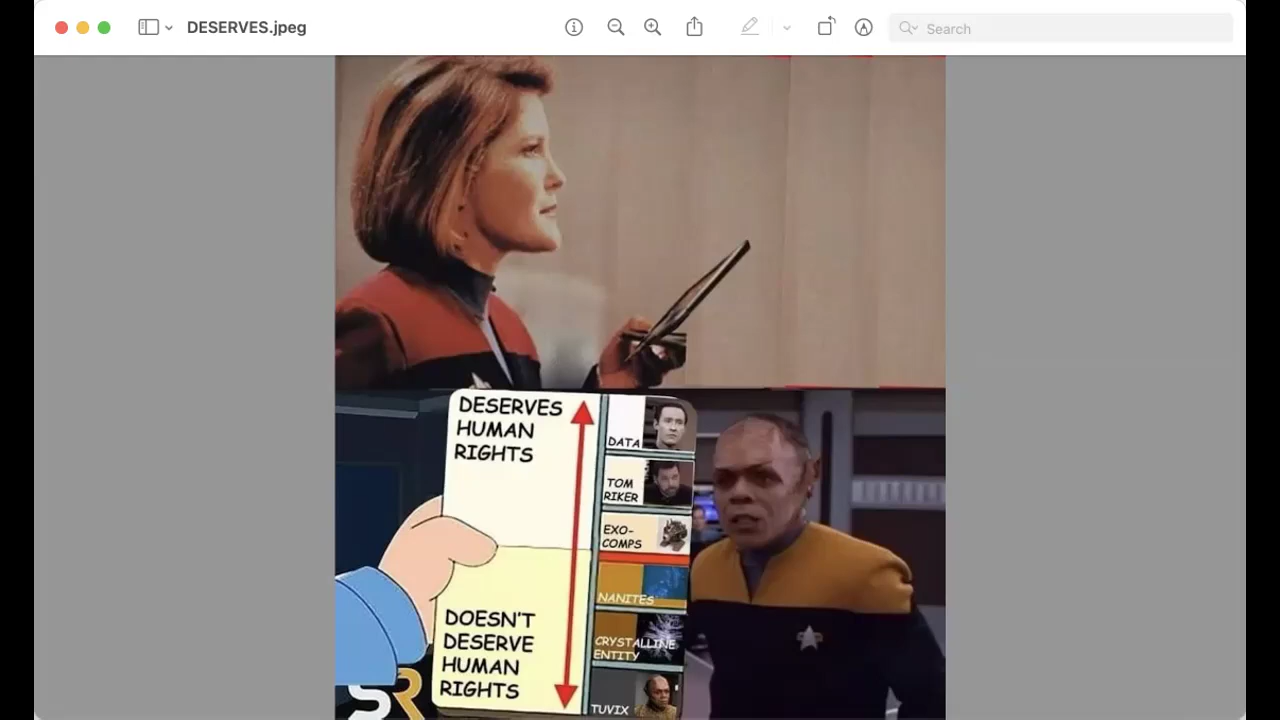 DESERVES.jpeg
Search
DESERVES
HUMAN
RIGHTS
DATA
TOM
RIKER
EXO-
COMPS
NANITES
DOESN'T
DESERVE
HUMAN
RIGHTS
CRYSTALLINE
ENTITY
TUVIX
SR